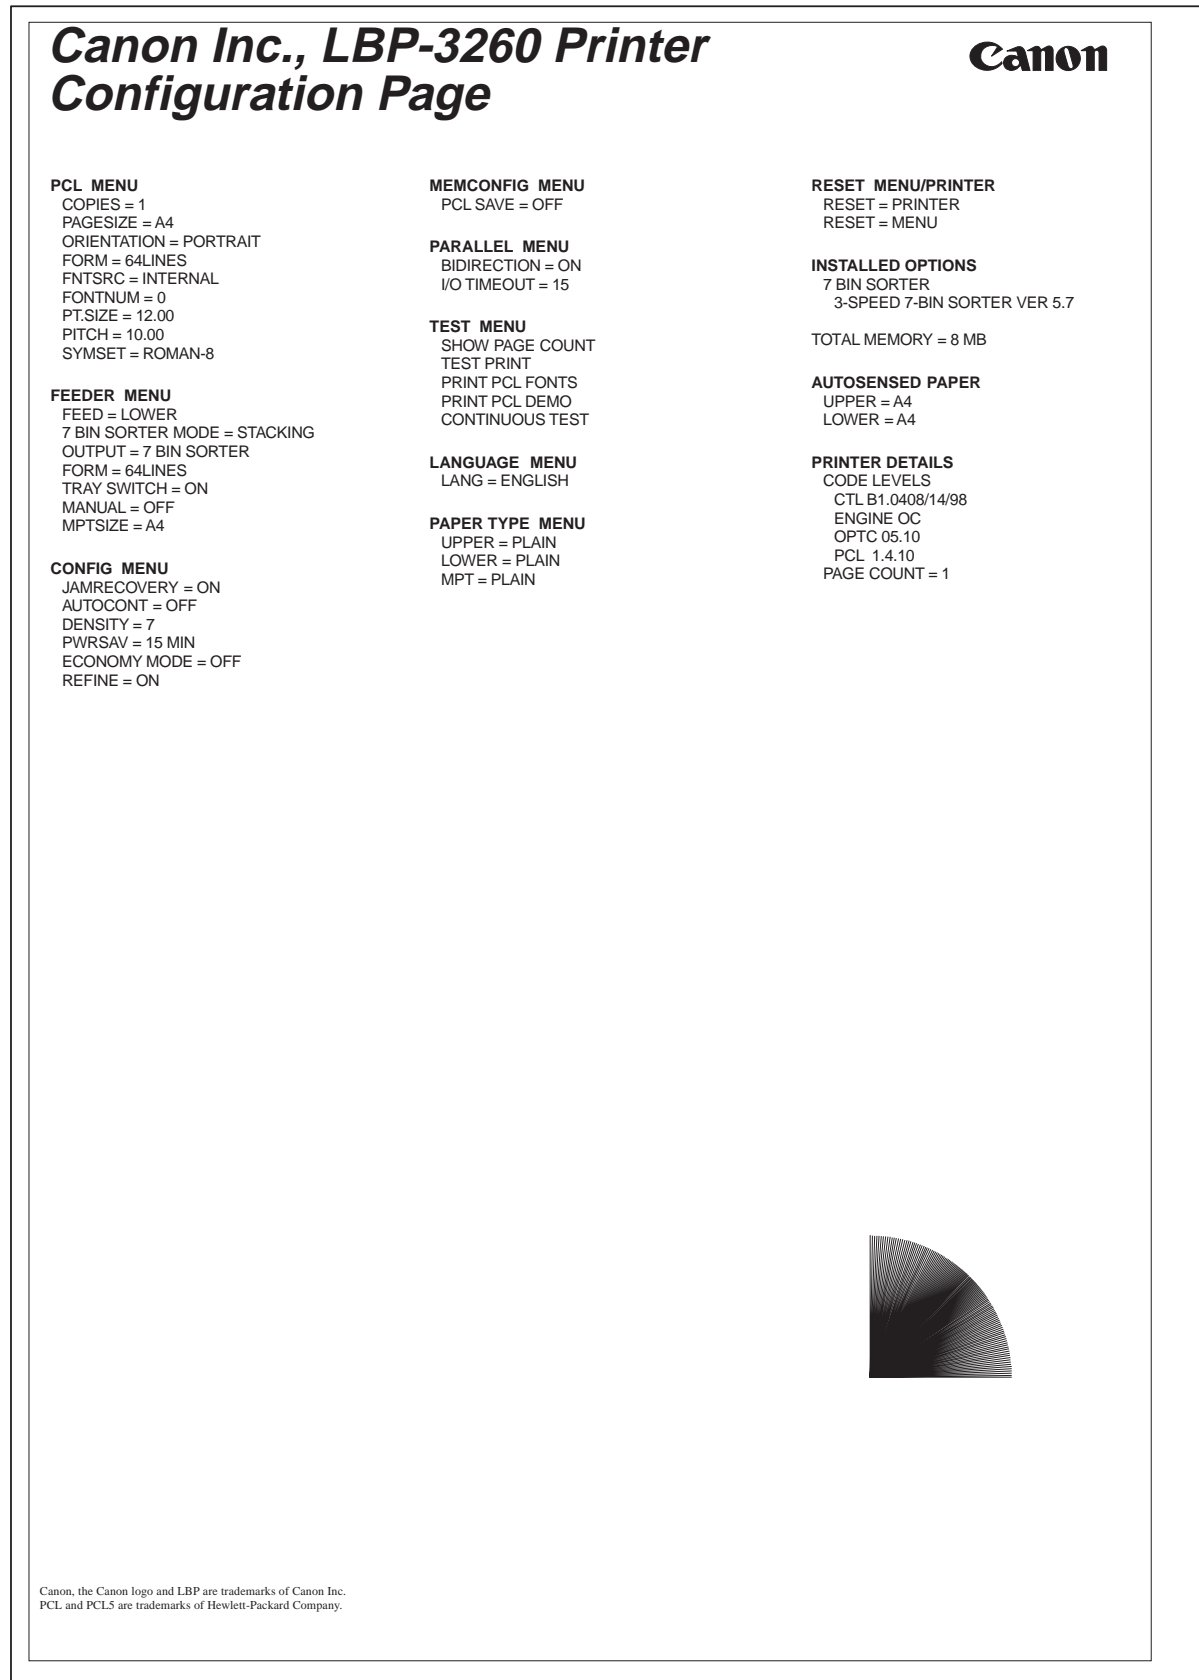 Canon Inc., LBP-3260 Printer
Configuration Page
Canon
PCL MENU
COPIES = 1
PAGESIZE = A4
ORIENTATION = PORTRAIT
FORM = 64LINES
FNTSRC = INTERNAL
FONTNUM = 0
PT.SIZE = 12.00
PITCH = 10.00
SYMSET = ROMAN-8
FEEDER MENU
FEED = LOWER
7 BIN SORTER MODE = STACKING
OUTPUT = 7 BIN SORTER
FORM = 64LINES
TRAY SWITCH = ON
MANUAL = OFF
MPTSIZE = A4
CONFIG MENU
JAMRECOVERY = ON
AUTOCONT = OFF
DENSITY = 7
PWRSAV = 15 MIN
ECONOMY MODE = OFF
REFINE = ON
MEMCONFIG MENU
PCL SAVE = OFF
PARALLEL MENU
BIDIRECTION = ON
I/O TIMEOUT = 15
TEST MENU
SHOW PAGE COUNT
TEST PRINT
PRINT PCL FONTS
PRINT PCL DEMO
CONTINUOUS TEST
LANGUAGE MENU
LANG = ENGLISH
PAPER TYPE MENU
UPPER = PLAIN
LOWER = PLAIN
MPT = PLAIN
RESET MENU/PRINTER
RESET = PRINTER
RESET = MENU
INSTALLED OPTIONS
7 BIN SORTER
3-SPEED 7-BIN SORTER VER 5.7
TOTAL MEMORY = 8 MB
AUTOSENSED PAPER
UPPER = A4
LOWER = A4
PRINTER DETAILS
CODE LEVELS
CTL B1.0408/14/98
ENGINE OC
OPTC 05.10
PCL 1.4.10
PAGE COUNT = 1
Canon, the Canon logo and LBP are trademarks of Canon Inc.
PCL and PCL5 are trademarks of Hewlett-Packard Company.